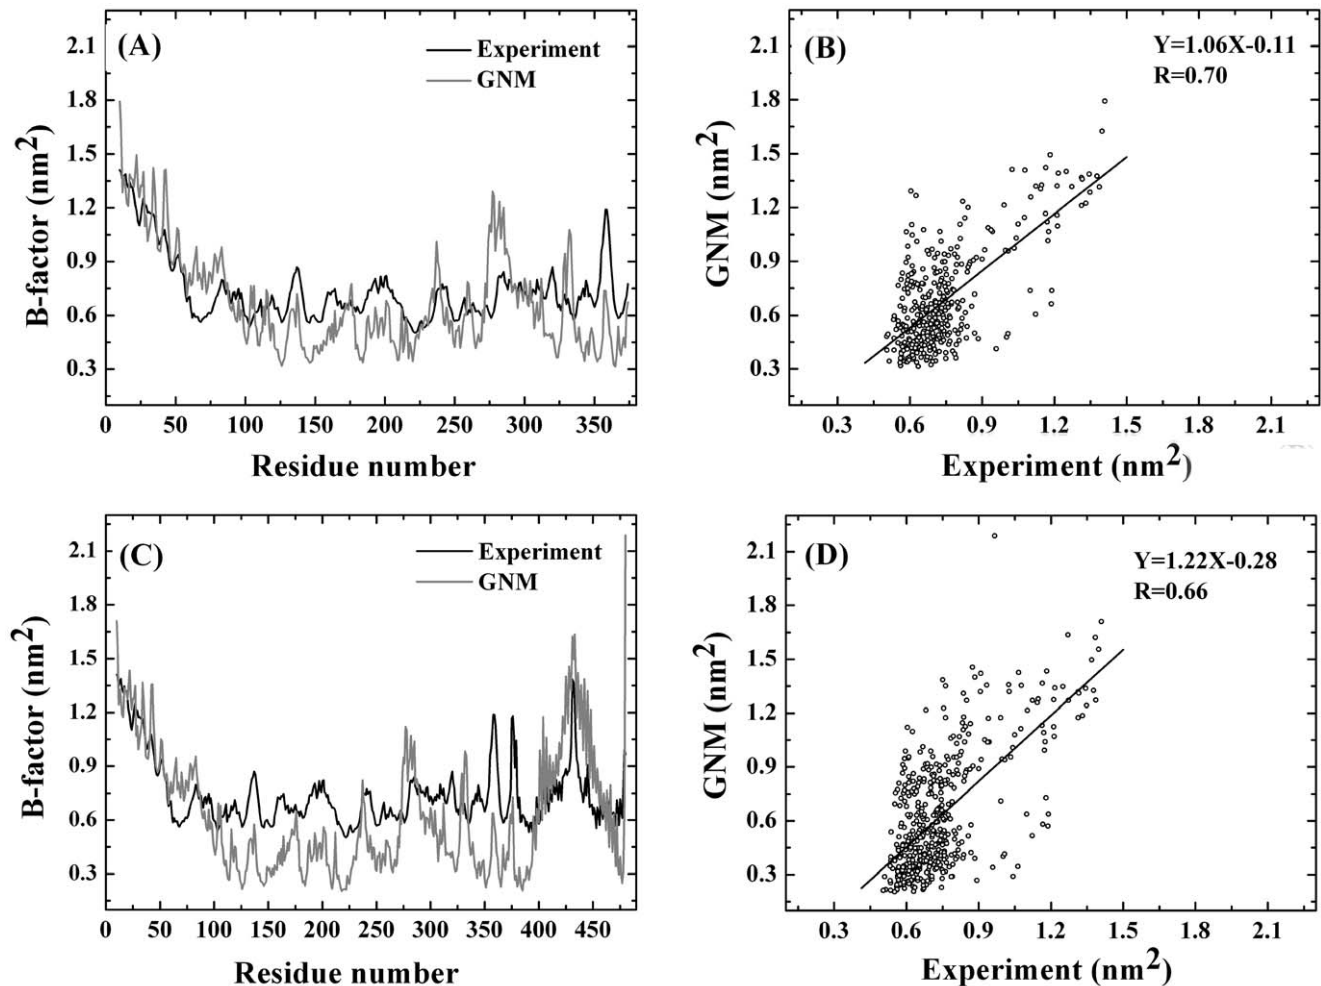 (A)
Experiment
GNM
B-factor (nm2)
2.1
1.8
1.5
1.2
0.9
0.6
0.3
0 50 100 150 200 250 300 350
Residue number
(B)
Y=1.06X-0.11
R=0.70
GNM (nm2)
2.1
1.8
1.5
1.2
0.9
0.6
0.3
0.3 0.6 0.9 1.2 1.5 1.8 2.1
Experiment (nm2)
(C)
Experiment
GNM
B-factor (nm2)
2.1
1.8
1.5
1.2
0.9
0.6
0.3
0 50 100 150 200 250 300 350 400 450
Residue number
(D)
Y=1.22X-0.28
R=0.66
GNM (nm2)
2.1
1.8
1.5
1.2
0.9
0.6
0.3
0.3 0.6 0.9 1.2 1.5 1.8 2.1
Experiment (nm2)